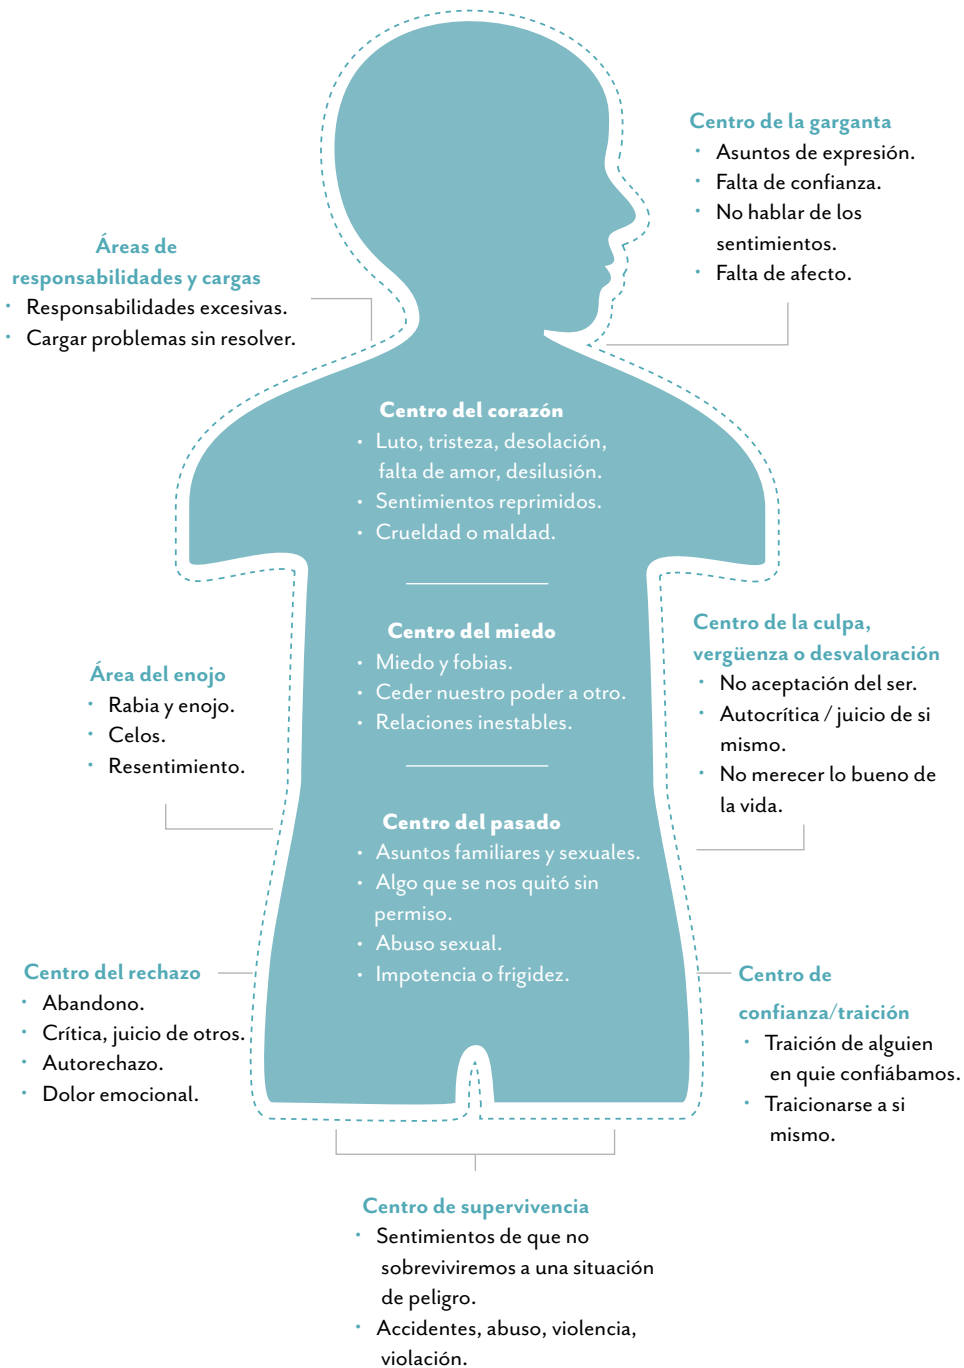 Centro de la garganta
• Asuntos de expresión.
• Falta de confianza.
• No hablar de los
sentimientos.
• Falta de afecto.
Áreas de
responsabilidades y cargas
• Responsabilidades excesivas.
• Cargar problemas sin resolver.
Centro del corazón
• Luto, tristeza, desolación,
falta de amor, desilusión.
• Sentimientos reprimidos.
• Crueldad o maldad.
Centro del miedo
• Miedo y fobias.
• Ceder nuestro poder a otro.
• Relaciones inestables.
Centro de la culpa,
vergüenza o desvaloración
• No aceptación del ser.
• Autocrítica / juicio de si
mismo.
• No merecer lo bueno de
la vida.
Área del enojo
• Rabia y enojo.
• Celos.
• Resentimiento.
Centro del pasado
• Asuntos familiares y sexuales.
• Algo que se nos quitó sin
permiso.
• Abuso sexual.
• Impotencia o frigidez.
Centro del rechazo
• Abandono.
• Crítica, juicio de otros.
• Autorechazo.
• Dolor emocional.
Centro de
confianza/traición
• Traición de alguien
en quie confiábamos.
• Traicionarse a si
mismo.
Centro de supervivencia
• Sentimientos de que no
sobreviviremos a una situación
de peligro.
• Accidentes, abuso, violencia,
violación.